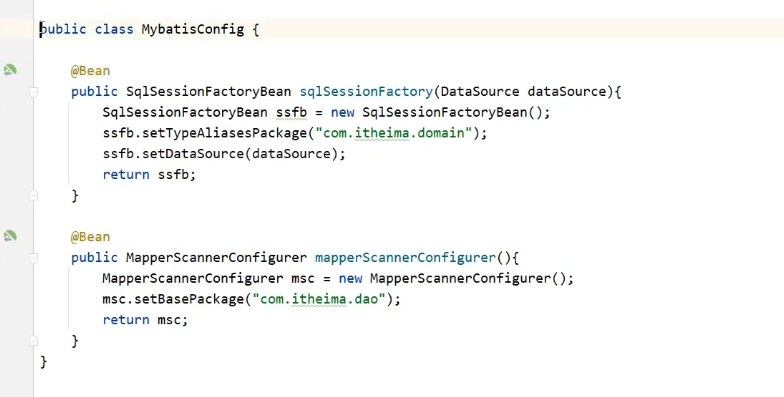 public class MybatisConfig {
@Bean
public SqlSessionFactoryBean sqlSessionFactory(DataSource dataSource){
SqlSessionFactoryBean ssfb = new SqlSessionFactoryBean();
ssfb.setTypeAliasesPackage("com.itheima.domain");
ssfb.setDataSource(dataSource);
return ssfb;
}
@Bean
public MapperScannerConfigurer mapperScannerConfigurer(){
MapperScannerConfigurer msc = new MapperScannerConfigurer();
msc.setBasePackage("com.itheima.dao");
return msc;
}
}